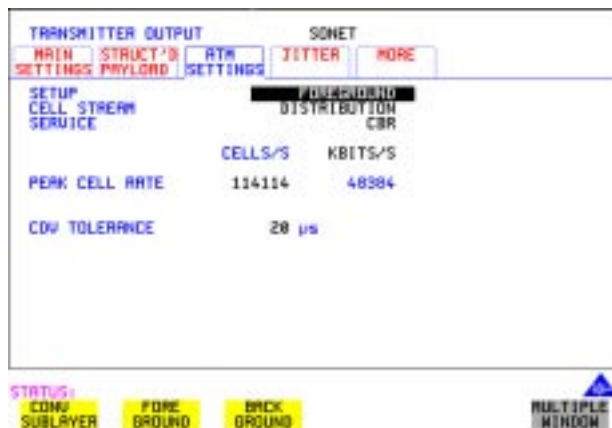 TRANSMITTER OUTPUT SONET
MAIN SETTINGS STRUCT'D PAYLOAD ATM SETTINGS JITTER MORE
SETUP FOREGROUND
CELL STREAM DISTRIBUTION
SERVICE CBR
CELLS/S KBITS/S
PEAK CELL RATE 114114 48384
CDV TOLERANCE 20 µs
STATUS:
CONV SUBLAYER FORE GROUND BACK GROUND MULTIPLE WINDOW